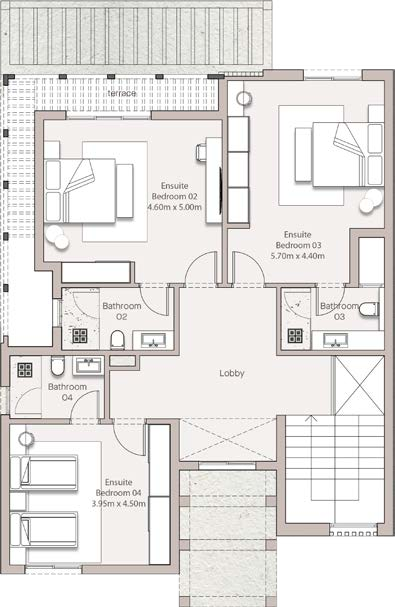 terrace
Ensuite
Bedroom 02
4.60m x 5.00m
Ensuite
Bedroom 03
5.70m x 4.40m
Bathroom
02
Bathroom
03
Lobby
Bathroom
04
Ensuite
Bedroom 04
3.95m x 4.50m